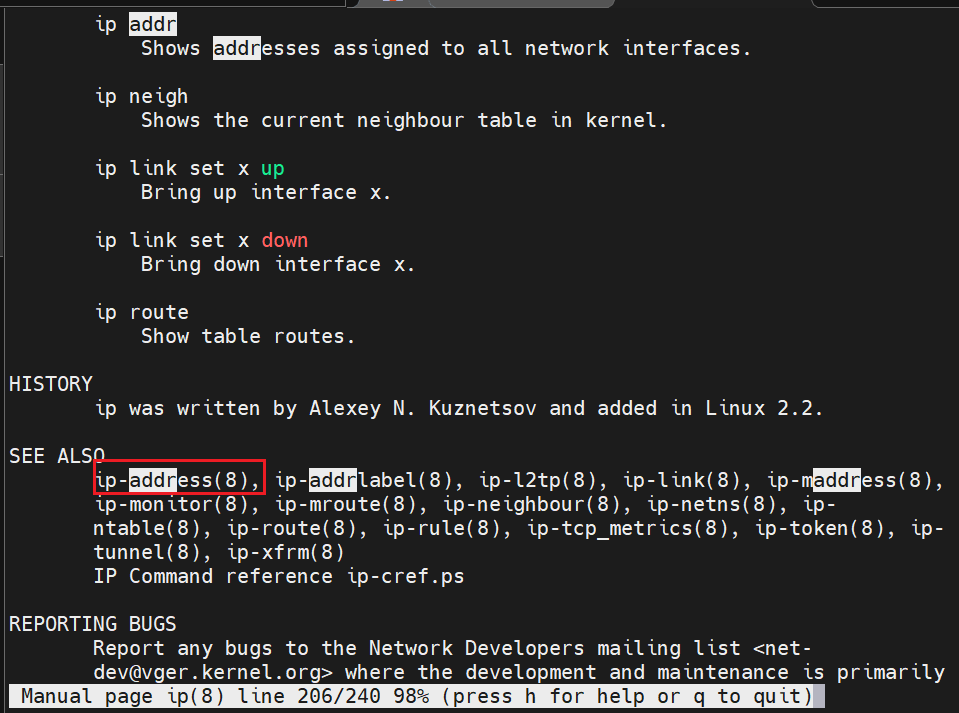 ip addr
Shows addresses assigned to all network interfaces.
ip neigh
Shows the current neighbour table in kernel.
ip link set x up
Bring up interface x.
ip link set x down
Bring down interface x.
ip route
Show table routes.
HISTORY
ip was written by Alexey N. Kuznetsov and added in Linux 2.2.
SEE ALSO
ip-address(8), ip-addrlabel(8), ip-l2tp(8), ip-link(8), ip-maddress(8),
ip-monitor(8), ip-mroute(8), ip-neighbour(8), ip-netns(8), ip-
ntable(8), ip-route(8), ip-rule(8), ip-tcp_metrics(8), ip-token(8), ip-
tunnel(8), ip-xfrm(8)
IP Command reference ip-cref.ps
REPORTING BUGS
Report any bugs to the Network Developers mailing list <net-
dev@vger.kernel.org> where the development and maintenance is primarily
Manual page ip(8) line 206/240 98% (press h for help or q to quit)